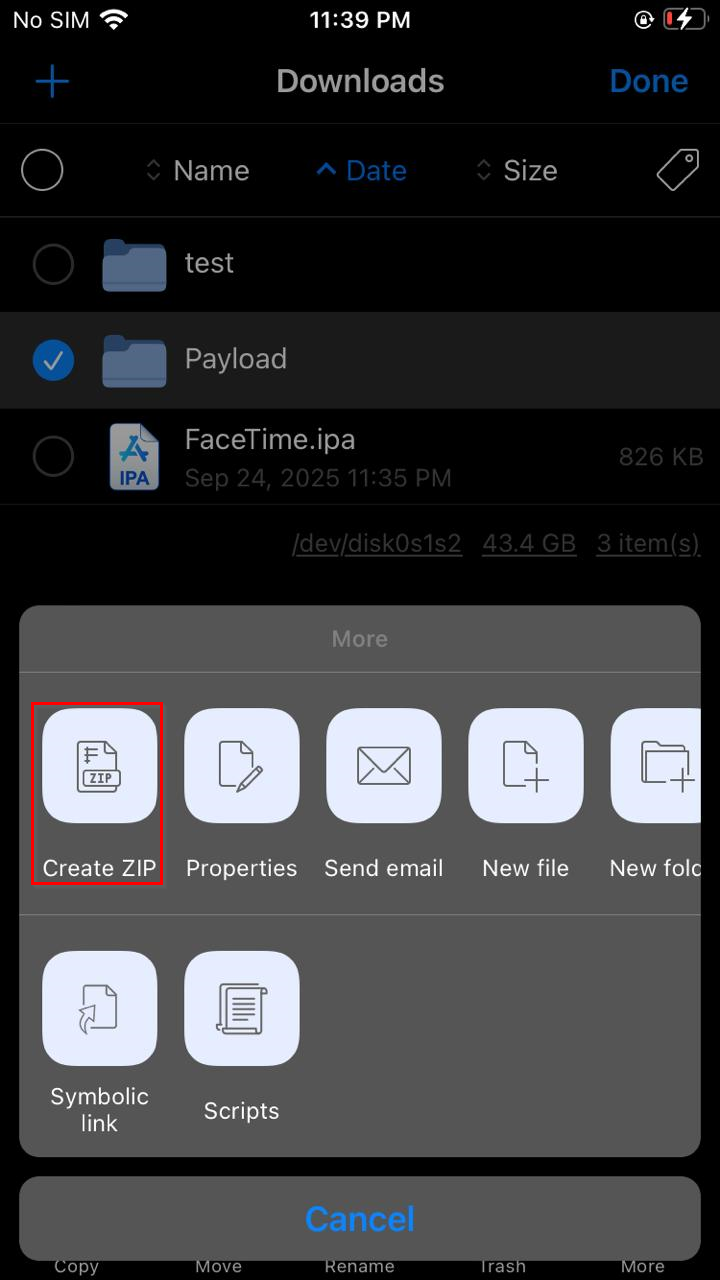 No SIM 11:39 PM
Downloads Done
Name Date Size
test
Payload
FaceTime.ipa
IPA Sep 24, 2025 11:35 PM 826 KB
/dev/disk0s1s2 43.4 GB 3 item(s)
More
ZIP
Create ZIP Properties Send email New file New fold
Symbolic
link Scripts
Cancel
Copy Move Rename Trash More